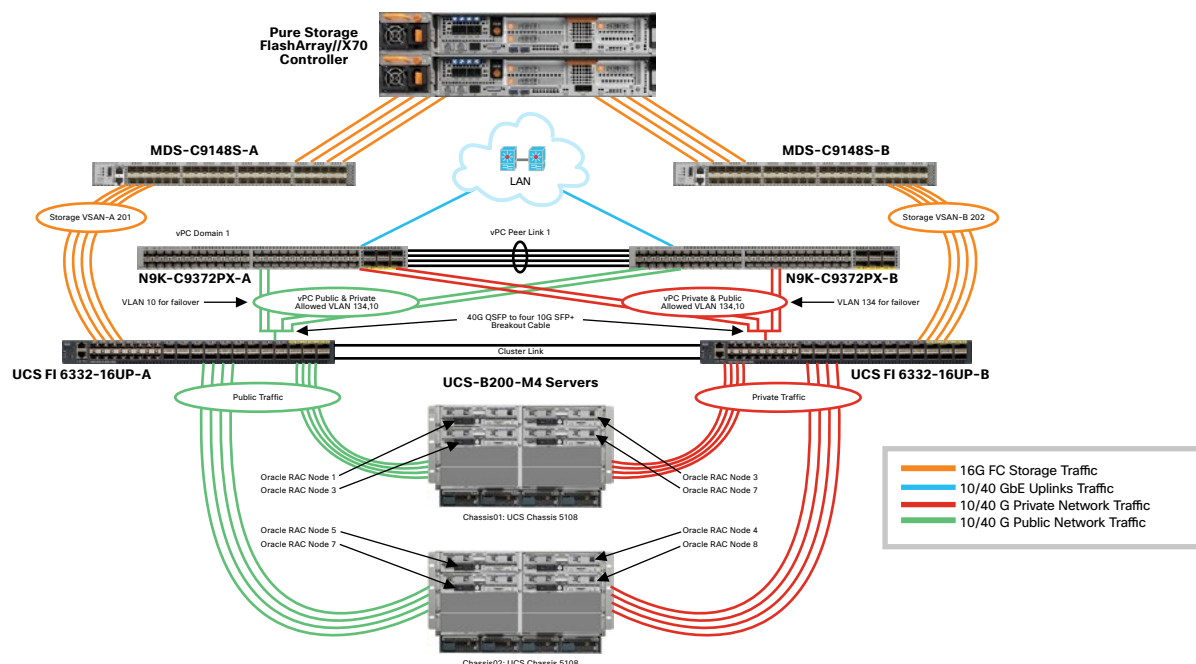 Pure Storage
FlashArray//X70
Controller
MDS-C9148S-A
MDS-C9148S-B
LAN
Storage VSAN-A 201
Storage VSAN-B 202
vPC Domain 1
vPC Peer Link 1
N9K-C9372PX-A
N9K-C9372PX-B
VLAN 10 for failover
vPC Public & Private
Allowed VLAN 134,10
vPC Private & Public
Allowed VLAN 134,10
VLAN 134 for failover
40G QSFP to four 10G SFP+
Breakout Cable
Cluster Link
UCS FI 6332-16UP-A
UCS FI 6332-16UP-B
UCS-B200-M4 Servers
Public Traffic
Private Traffic
Oracle RAC Node 1
Oracle RAC Node 3
Oracle RAC Node 3
Oracle RAC Node 7
Chassis01: UCS Chassis 5108
16G FC Storage Traffic
10/40 GbE Uplinks Traffic
10/40 G Private Network Traffic
10/40 G Public Network Traffic
Oracle RAC Node 5
Oracle RAC Node 7
Oracle RAC Node 4
Oracle RAC Node 8
Chassis02: UCS Chassis 5108